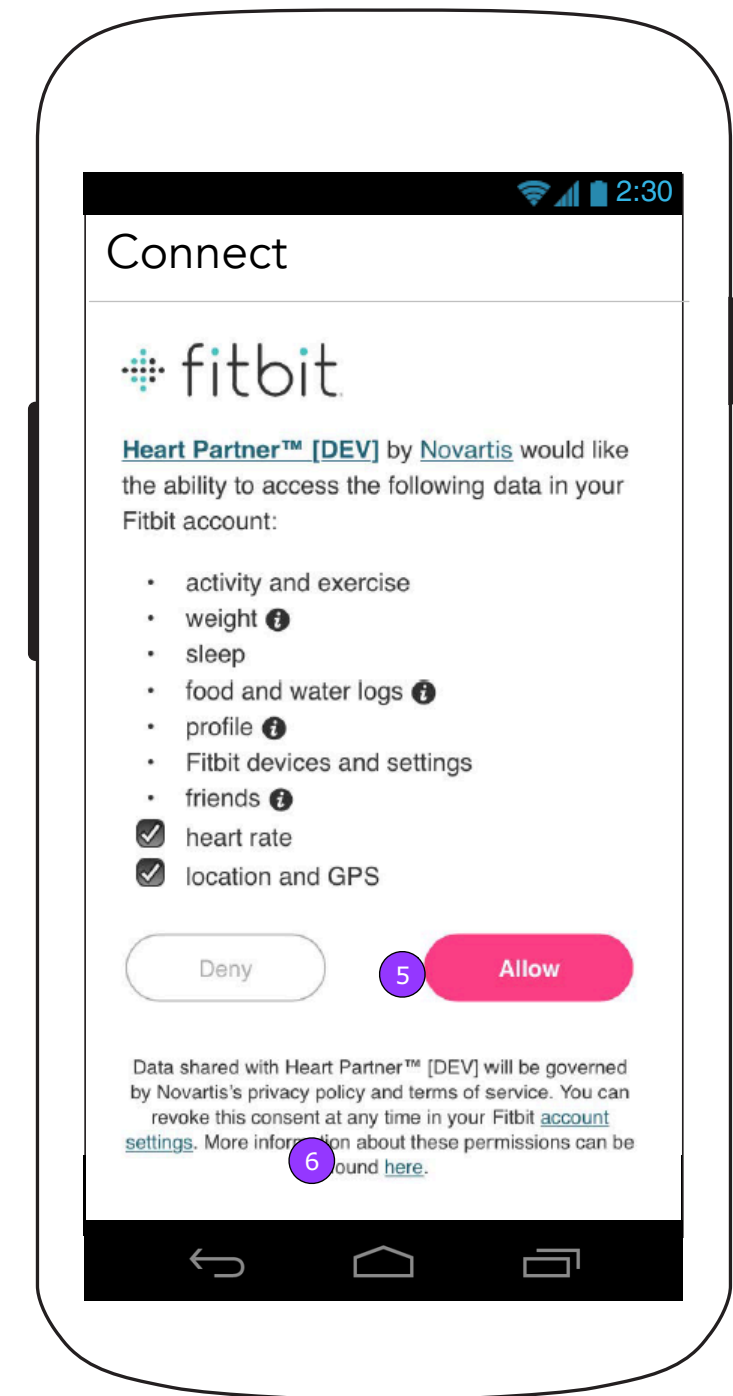 2:30
Connect
fitbit
Heart Partner™ [DEV] by Novartis would like
the ability to access the following data in your
Fitbit account:
• activity and exercise
• weight i
• sleep
• food and water logs i
• profile i
• Fitbit devices and settings
• friends i
heart rate
location and GPS
Deny
5
Allow
Data shared with Heart Partner™ [DEV] will be governed
by Novartis's privacy policy and terms of service. You can
revoke this consent at any time in your Fitbit account
settings. More information about these permissions can be
6 ound here.